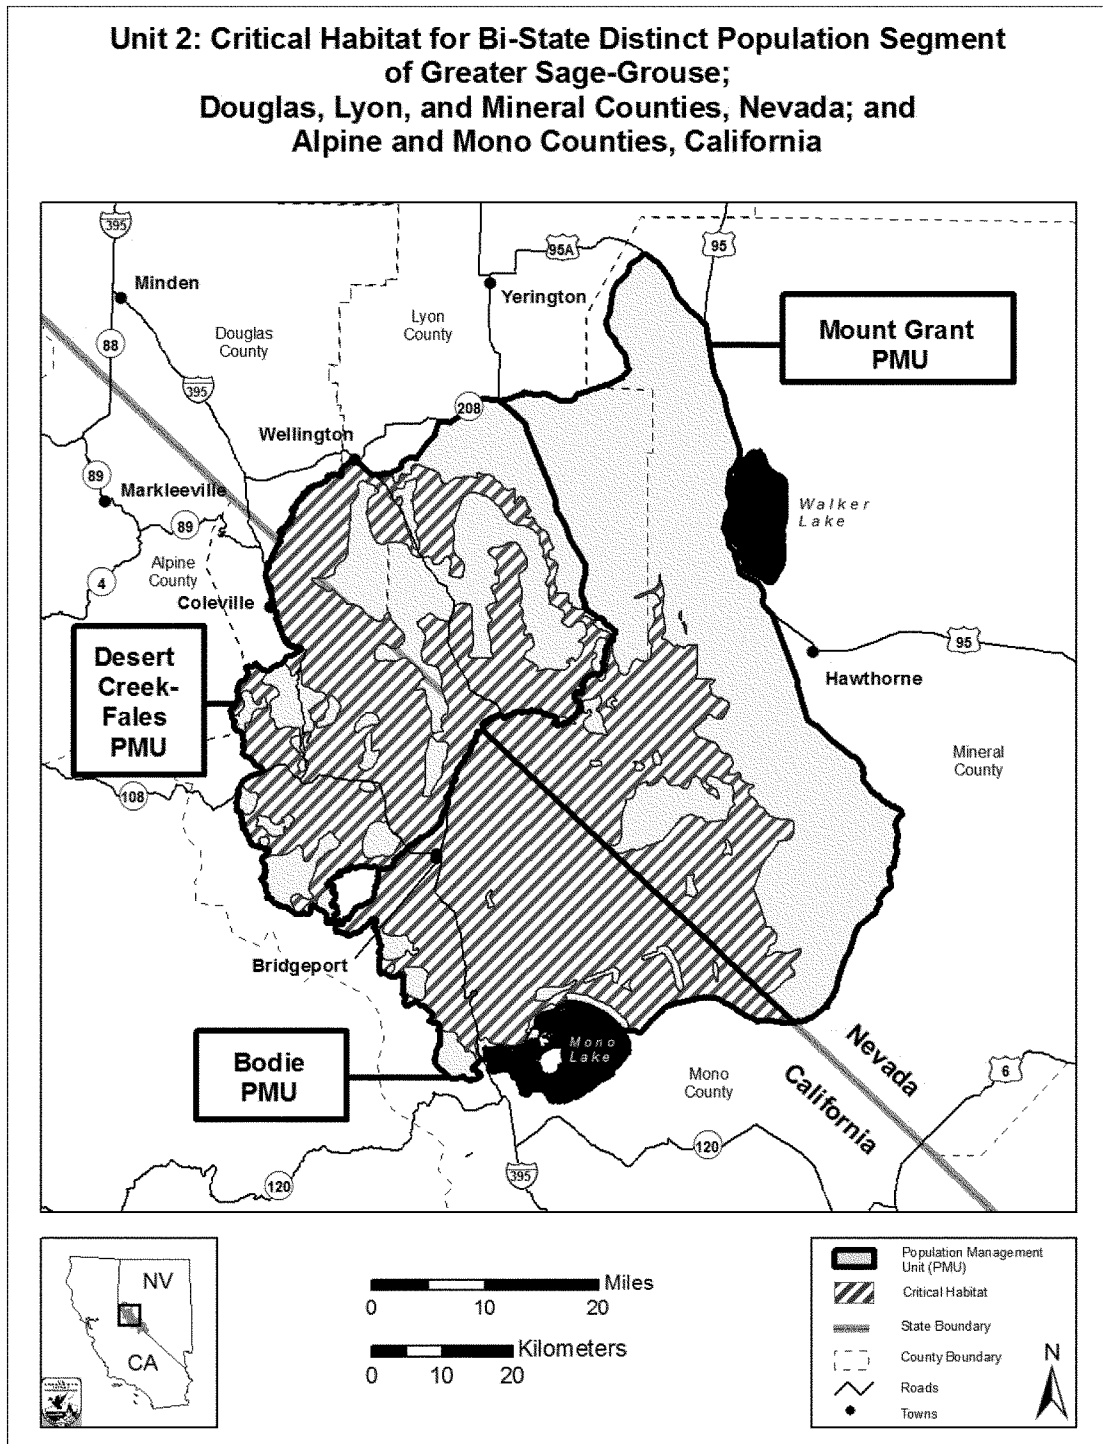 Unit 2: Critical Habitat for Bi-State Distinct Population Segment
of Greater Sage-Grouse;
Douglas, Lyon, and Mineral Counties, Nevada; and
Alpine and Mono Counties, California
395
95A
95
Minden
Yerington
Douglas
County
Lyon
County
Mount Grant
PMU
88
395
208
Wellington
89
Markleeville
Walker
Lake
89
Alpine
County
4
Coleville
95
Desert
Creek-
Fales
PMU
Hawthorne
Mineral
County
108
Bridgeport
Bodie
PMU
Mono
Lake
Nevada
California
Mono
County
6
120
120
395
NV
CA
Miles
0 10 20
Kilometers
0 10 20
Population Management
Unit (PMU)
Critical Habitat
State Boundary
County Boundary
Roads
Towns
N